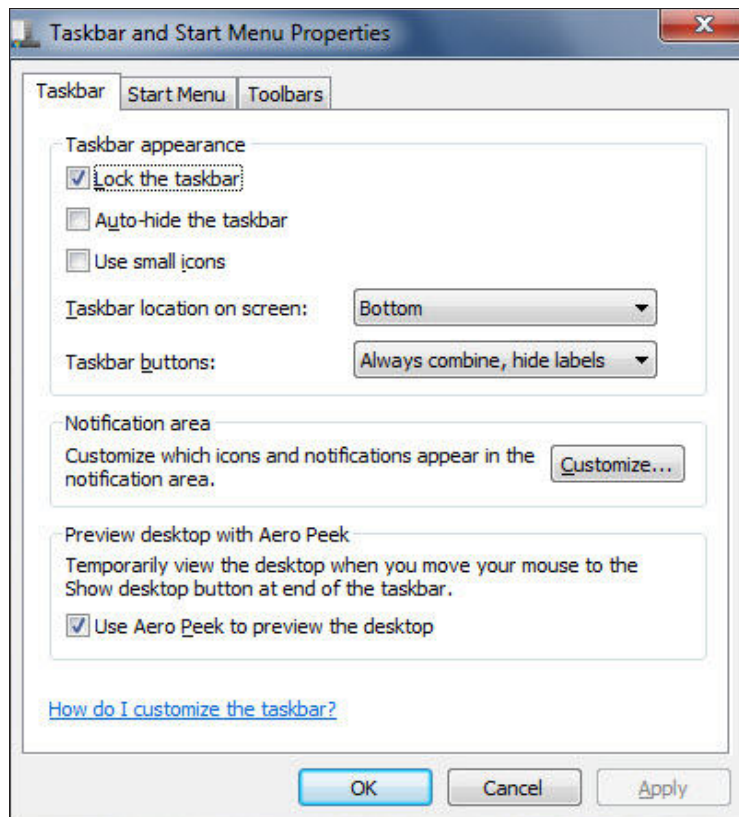 Taskbar and Start Menu Properties
X
Taskbar Start Menu Toolbars
Taskbar appearance
Lock the taskbar
Auto-hide the taskbar
Use small icons
Taskbar location on screen: Bottom
Taskbar buttons: Always combine, hide labels
Notification area
Customize which icons and notifications appear in the
notification area.
Customize...
Preview desktop with Aero Peek
Temporarily view the desktop when you move your mouse to the
Show desktop button at end of the taskbar.
Use Aero Peek to preview the desktop
How do I customize the taskbar?
OK Cancel Apply